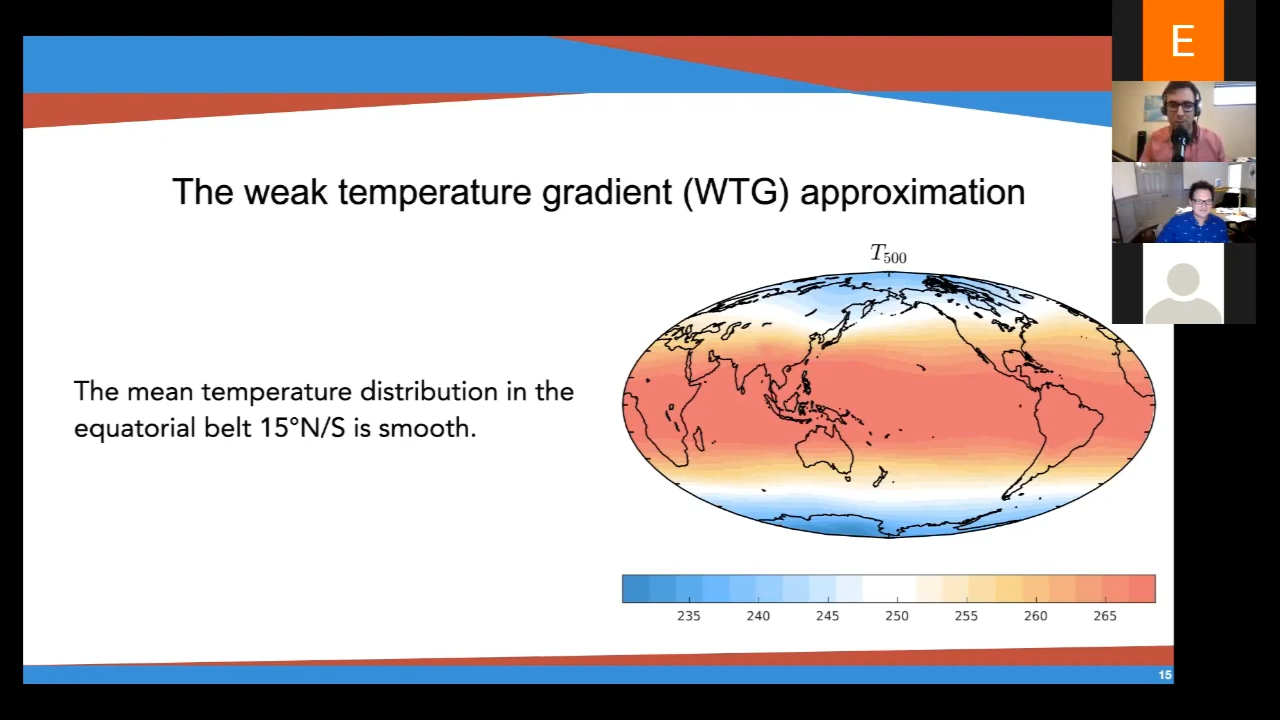 E
The weak temperature gradient (WTG) approximation
T500
The mean temperature distribution in the
equatorial belt 15°N/S is smooth.
235 240 245 250 255 260 265
15